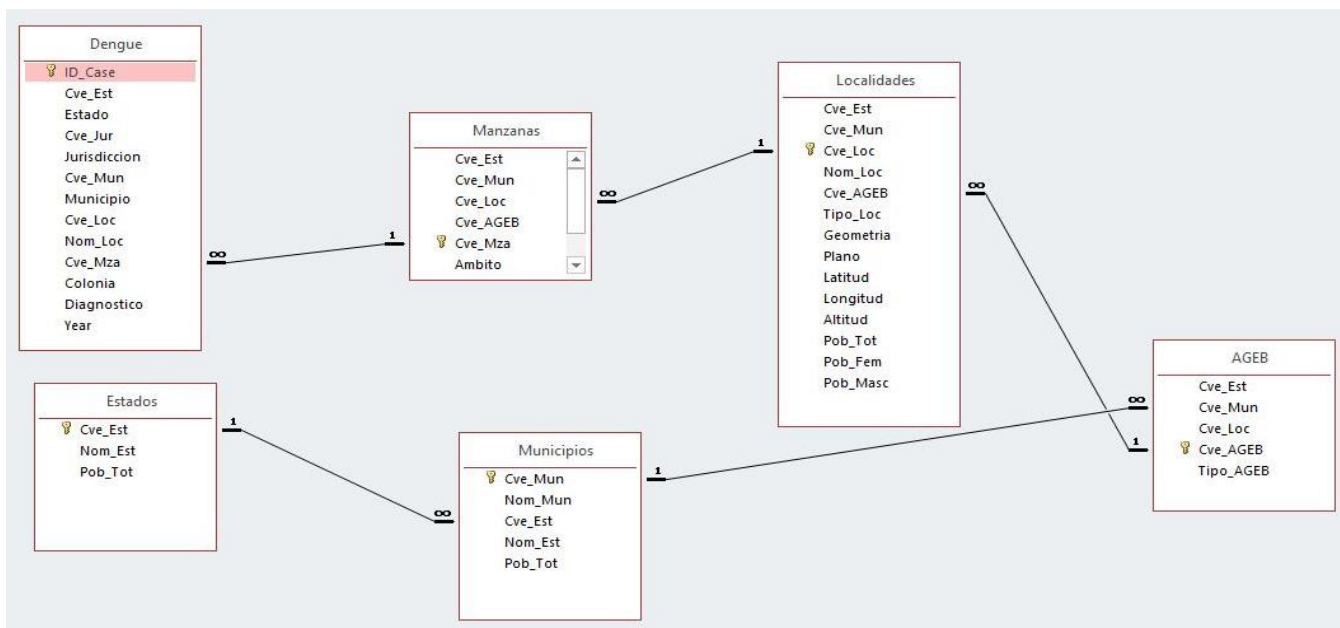 Dengue
ID_Case
Cve_Est
Estado
Cve_Jur
Jurisdiccion
Cve_Mun
Municipio
Cve_Loc
Nom_Loc
Cve_Mza
Colonia
Diagnostico
Year
∞
1
Manzanas
Cve_Est
Cve_Mun
Cve_Loc
Cve_AGEB
Cve_Mza
Ambito
∞
1
Localidades
Cve_Est
Cve_Mun
Cve_Loc
Nom_Loc
Cve_AGEB
Tipo_Loc
Geometria
Plano
Latitud
Longitud
Altitud
Pob_Tot
Pob_Fem
Pob_Masc
∞
1
AGEB
Cve_Est
Cve_Mun
Cve_Loc
Cve_AGEB
Tipo_AGEB
Estados
Cve_Est
Nom_Est
Pob_Tot
1
∞
Municipios
Cve_Mun
Nom_Mun
Cve_Est
Nom_Est
Pob_Tot
1
∞